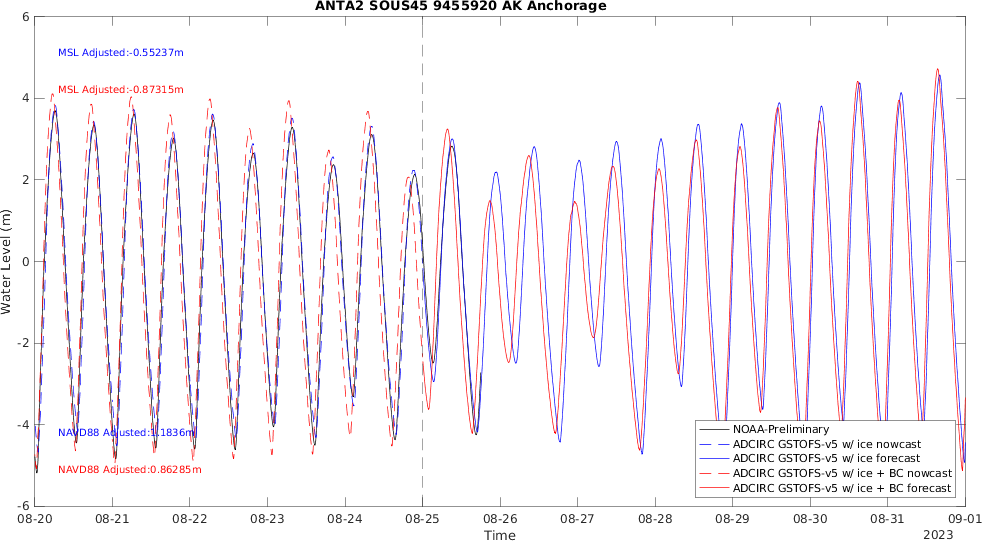 ANTA2 SOUS45 9455920 AK Anchorage
6
MSL Adjusted:-0.55237m
MSL Adjusted:-0.87315m
4
2
0
-2
-4
-6
Water Level (m)
NAVD88 Adjusted:1.1836m
NAVD88 Adjusted:0.86285m
NOAA-Preliminary
ADCIRC GSTOFS-v5 w/ ice nowcast
ADCIRC GSTOFS-v5 w/ ice forecast
ADCIRC GSTOFS-v5 w/ ice + BC nowcast
ADCIRC GSTOFS-v5 w/ ice + BC forecast
08-20 08-21 08-22 08-23 08-24 08-25 08-26 08-27 08-28 08-29 08-30 08-31 09-01
Time
2023